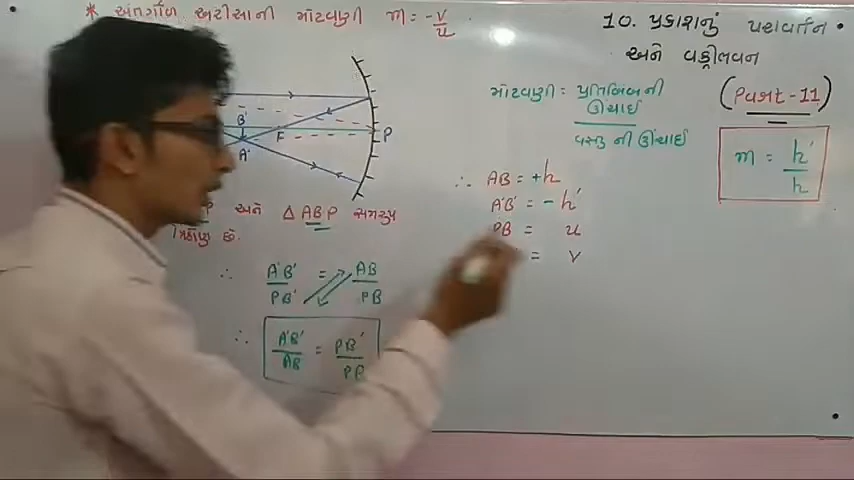 * અંતર્ગોળ અરીસાની મોટવણી m = -v/u
10. પ્રકાશનું પરાવર્તન
અને વક્રીભવન
(Part-11)
મોટવણી = પ્રતિબિંબની ઊંચાઈ
વસ્તુ ની ઊંચાઈ
m = h'/h
B'
F
P
A'
P અને Δ ABP સમરૂપ
ત્રિકોણ છે.
∴ A'B'/PB' = AB/PB
∴ A'B'/AB = PB'/PB
∴ AB = +h
A'B' = -h'
PB = u
= v